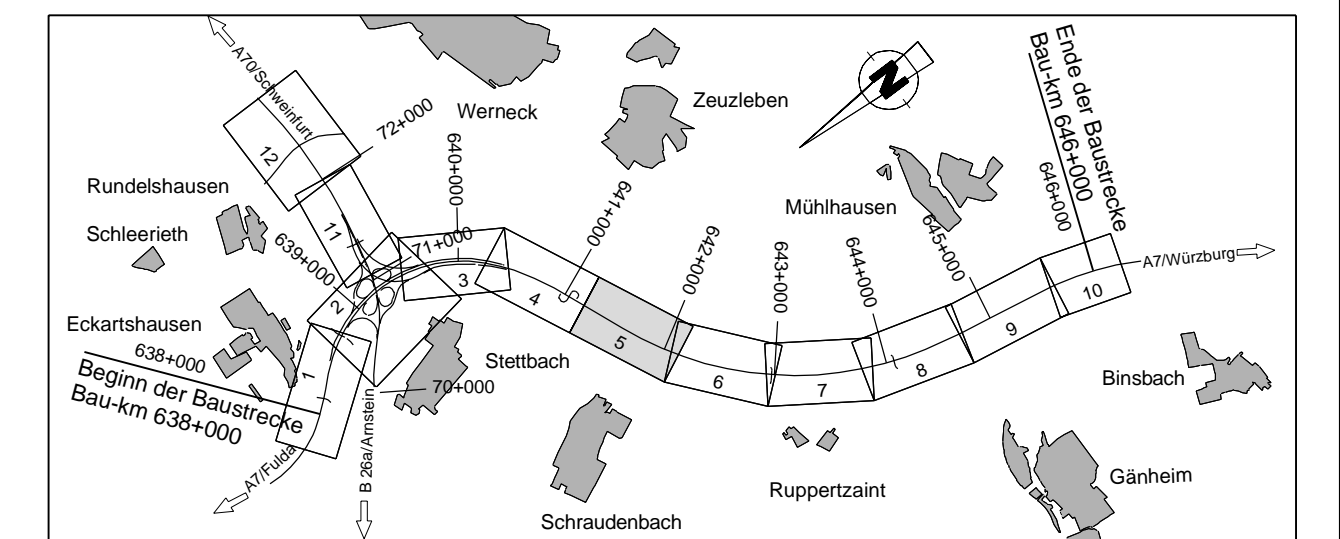 A70/Schweinfurt
Werneck
Zeuzleben
N
Ende der Baustrecke
Bau-km 646+000
646+000
72+000
12
640+000
Rundelshausen
Schleerieth
11
71+000
639+000
641+000
Mühlhausen
645+000
644+000
643+000
642+000
A7/Würzburg
2
3
4
5
6
7
8
9
10
Eckartshausen
638+000
Beginn der Baustrecke
Bau-km 638+000
1
Stettbach
70+000
Binsbach
A7/Fulda
B 26a/Arnstein
Schraudenbach
Ruppertzaint
Gänheim